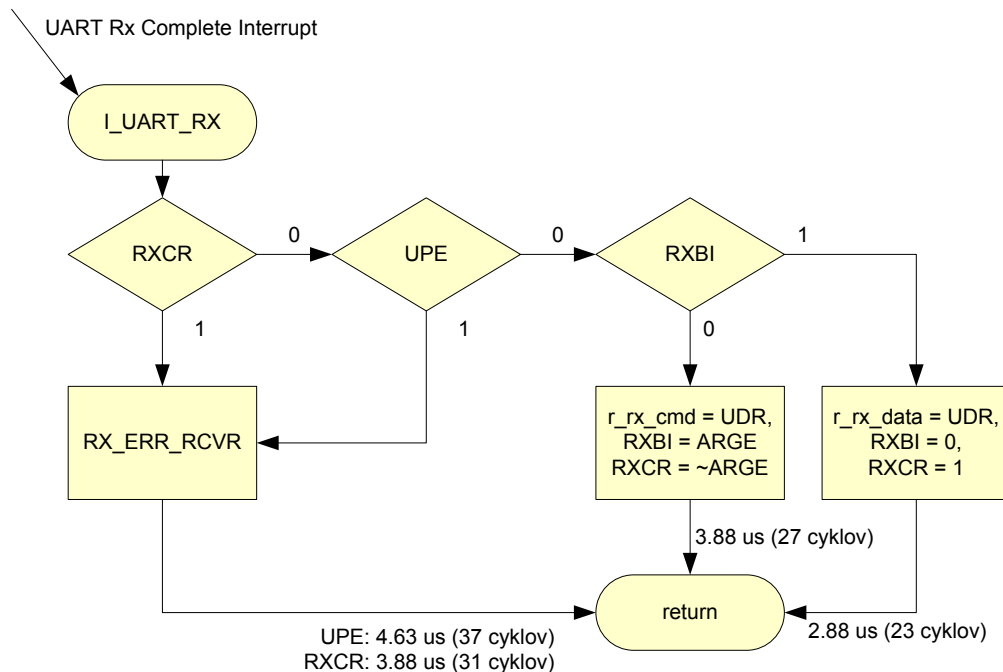 UART Rx Complete Interrupt
I_UART_RX
RXCR
0
UPE
0
RXBI
1
1
1
0
RX_ERR_RCVR
r_rx_cmd = UDR,
RXBI = ARGE
RXCR = ~ARGE
r_rx_data = UDR,
RXBI = 0,
RXCR = 1
3.88 us (27 cyklov)
return
2.88 us (23 cyklov)
UPE: 4.63 us (37 cyklov)
RXCR: 3.88 us (31 cyklov)